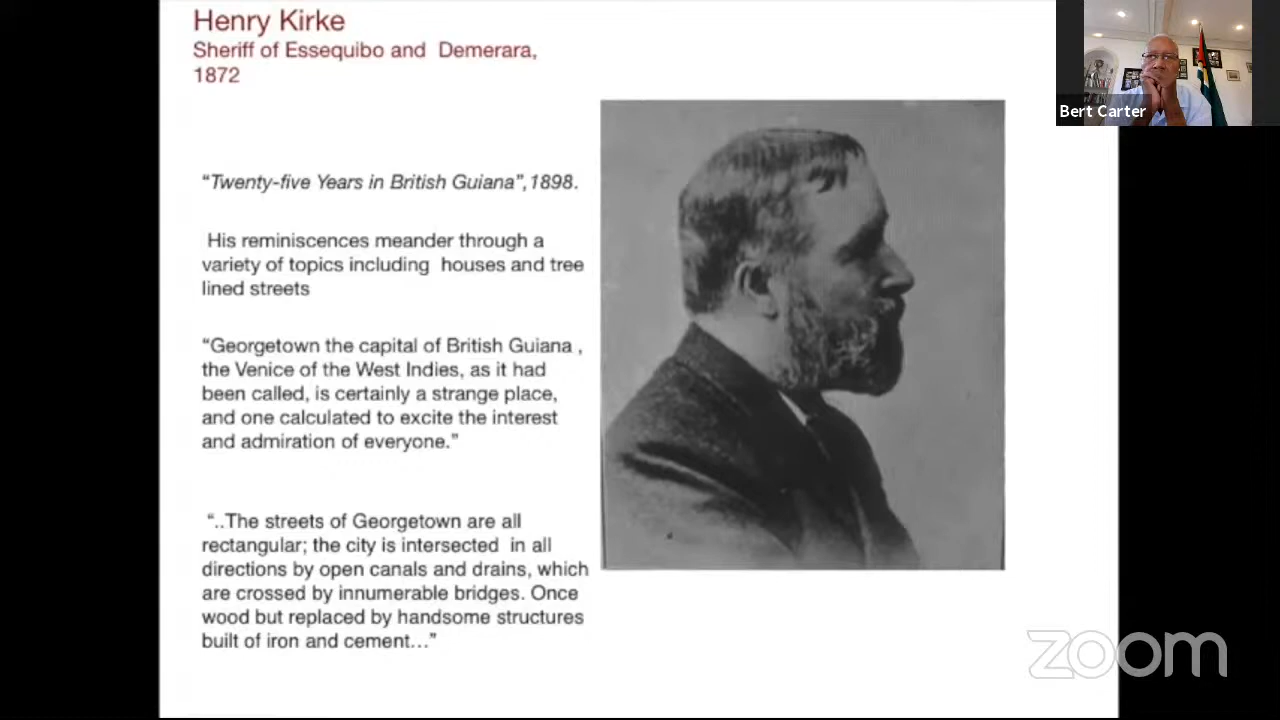 Henry Kirke
Sheriff of Essequibo and Demerara,
1872
Bert Carter
“Twenty-five Years in British Guiana”,1898.
His reminiscences meander through a
variety of topics including houses and tree
lined streets
“Georgetown the capital of British Guiana ,
the Venice of the West Indies, as it had
been called, is certainly a strange place,
and one calculated to excite the interest
and admiration of everyone.”
“..The streets of Georgetown are all
rectangular; the city is intersected in all
directions by open canals and drains, which
are crossed by innumerable bridges. Once
wood but replaced by handsome structures
built of iron and cement...”
zoom